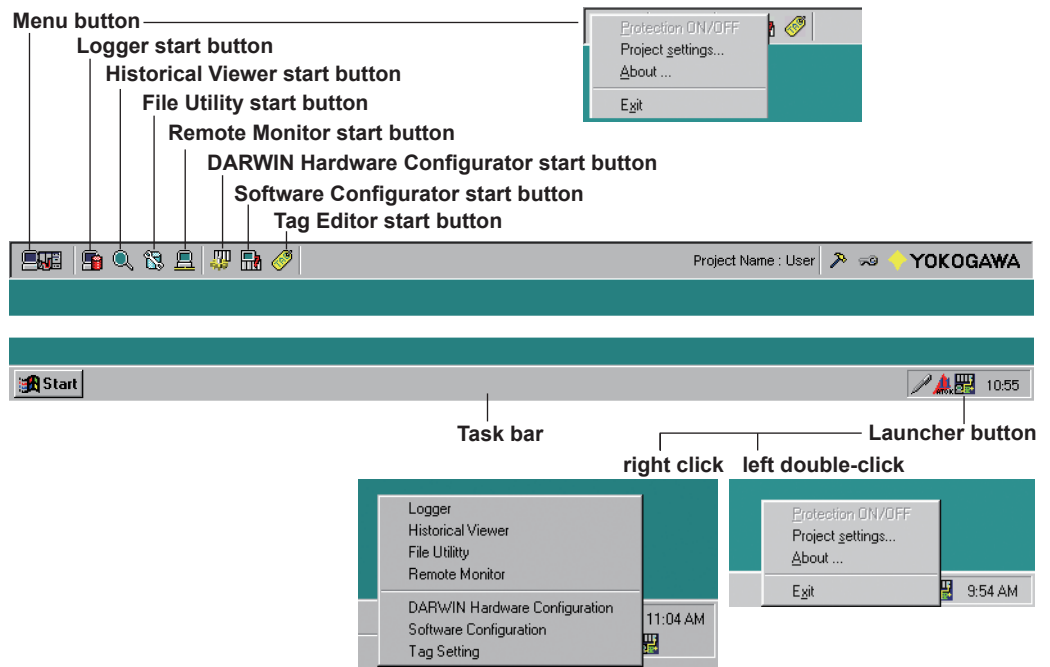 Menu button
Logger start button
Historical Viewer start button
File Utility start button
Remote Monitor start button
DARWIN Hardware Configurator start button
Software Configurator start button
Tag Editor start button
Protection ON/OFF
Project settings...
About ...
Exit
Project Name : User
YOKOGAWA
Start
10:55
Task bar
Launcher button
right click
left double-click
Logger
Historical Viewer
File Utilitty
Remote Monitor
DARWIN Hardware Configuration
Software Configuration
Tag Setting
11:04 AM
Protection ON/OFF
Project settings...
About ...
Exit
9:54 AM